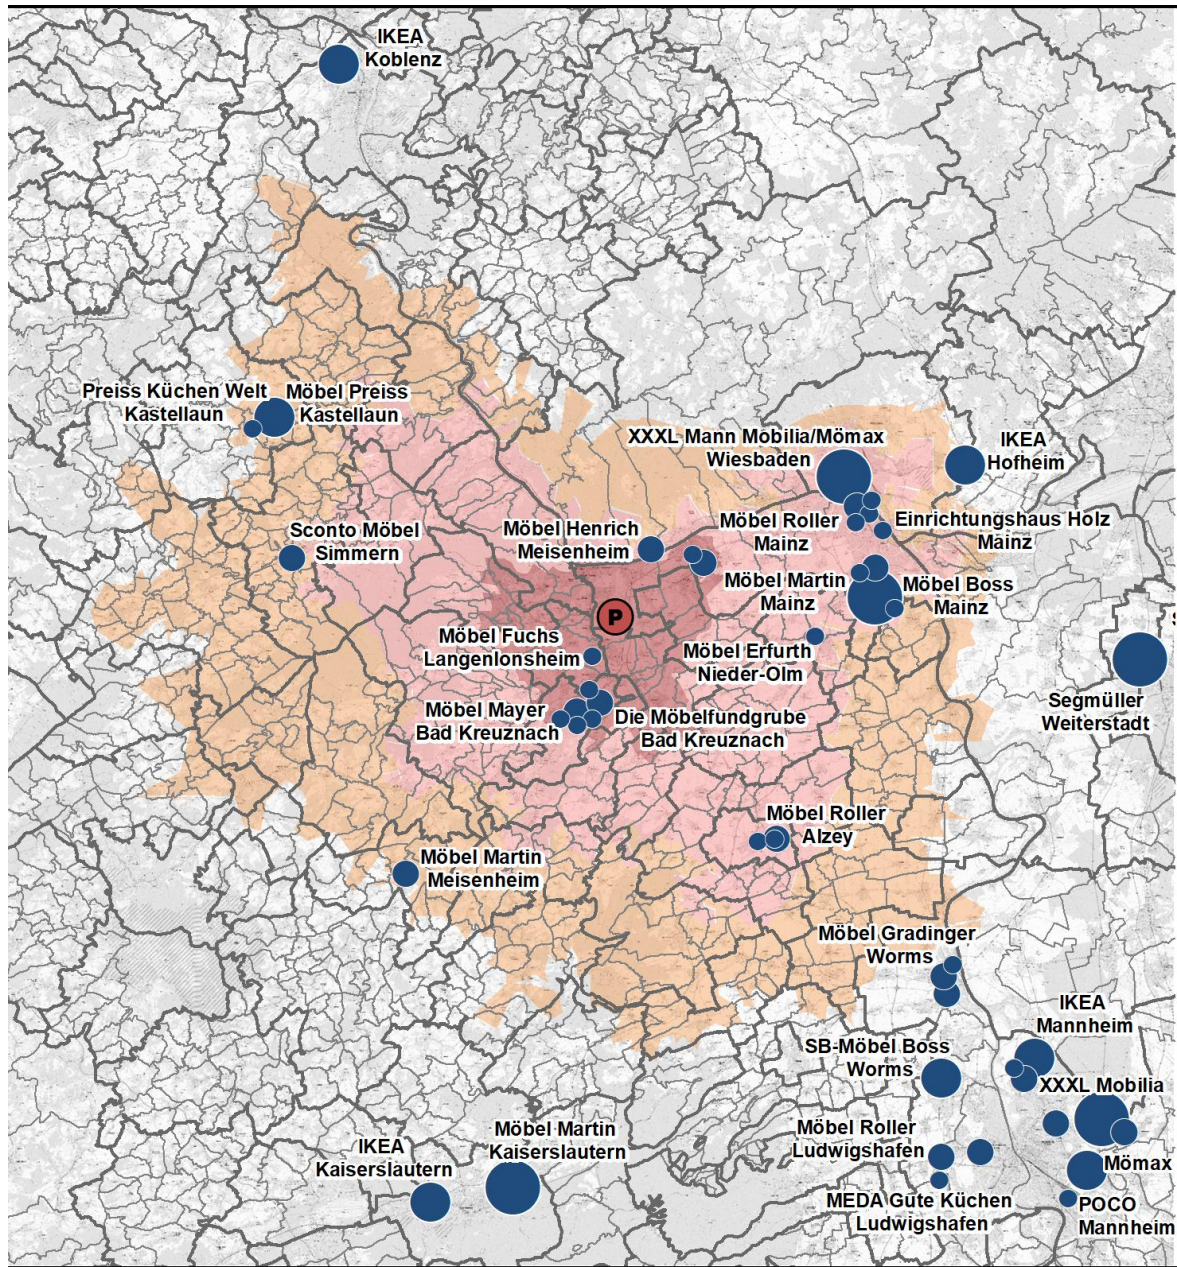 IKEA
Koblenz
Preiss Küchen Welt
Kastellaun
Möbel Preiss
Kastellaun
XXXL Mann Mobilia/Mömax
Wiesbaden
IKEA
Hofheim
Sconto Möbel
Simmern
Möbel Henrich
Meisenheim
Möbel Roller
Mainz
Einrichtungshaus Holz
Mainz
Möbel Martin
Mainz
Möbel Boss
Mainz
P
Möbel Fuchs
Langenlonsheim
Möbel Erfurth
Nieder-Olm
Segmüller
Weiterstadt
Möbel Mayer
Bad Kreuznach
Die Möbelfundgrube
Bad Kreuznach
Möbel Roller
Alzey
Möbel Martin
Meisenheim
Möbel Gradinger
Worms
IKEA
Mannheim
SB-Möbel Boss
Worms
XXXL Mobilia
Möbel Roller
Ludwigshafen
IKEA
Kaiserslautern
Möbel Martin
Kaiserslautern
Mömax
MEDA Gute Küchen
Ludwigshafen
POCO
Mannheim